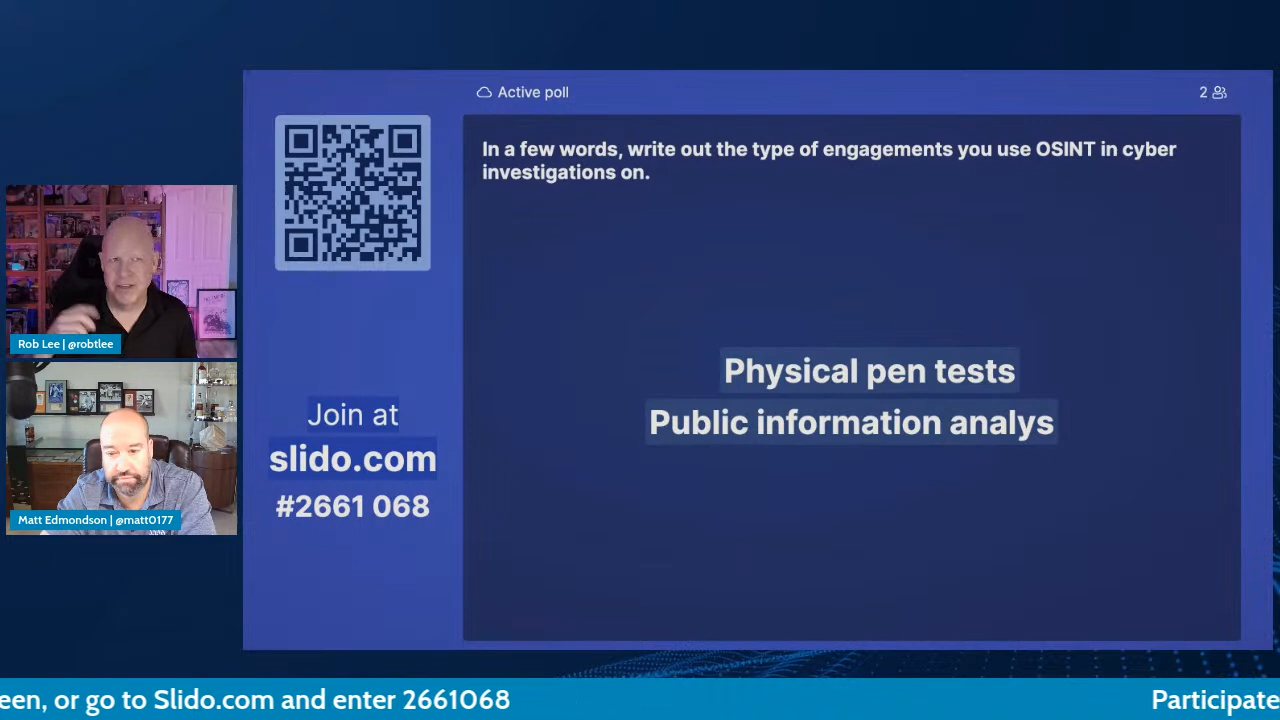 Active poll
2
In a few words, write out the type of engagements you use OSINT in cyber
investigations on.
Physical pen tests
Public information analys
Join at
slido.com
#2661 068
Rob Lee | @robtlee
Matt Edmondson | @matt0177
een, or go to Slido.com and enter 2661068
Participate